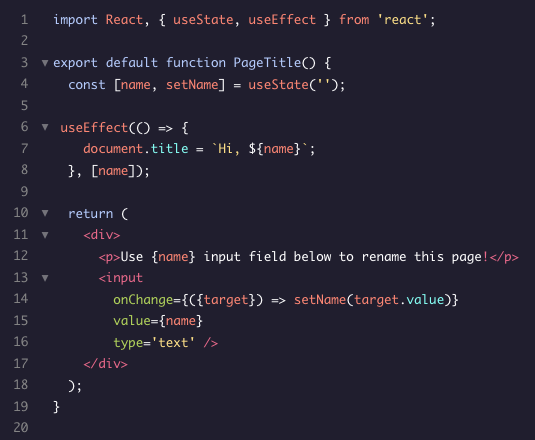 1 import React, { useState, useEffect } from 'react';
2
3 export default function PageTitle() {
4   const [name, setName] = useState('');
5
6  useEffect(() => {
7     document.title = `Hi, ${name}`;
8   }, [name]);
9
10   return (
11     <div>
12       <p>Use {name} input field below to rename this page!</p>
13       <input
14         onChange={({target}) => setName(target.value)}
15         value={name}
16         type='text' />
17     </div>
18   );
19 }
20